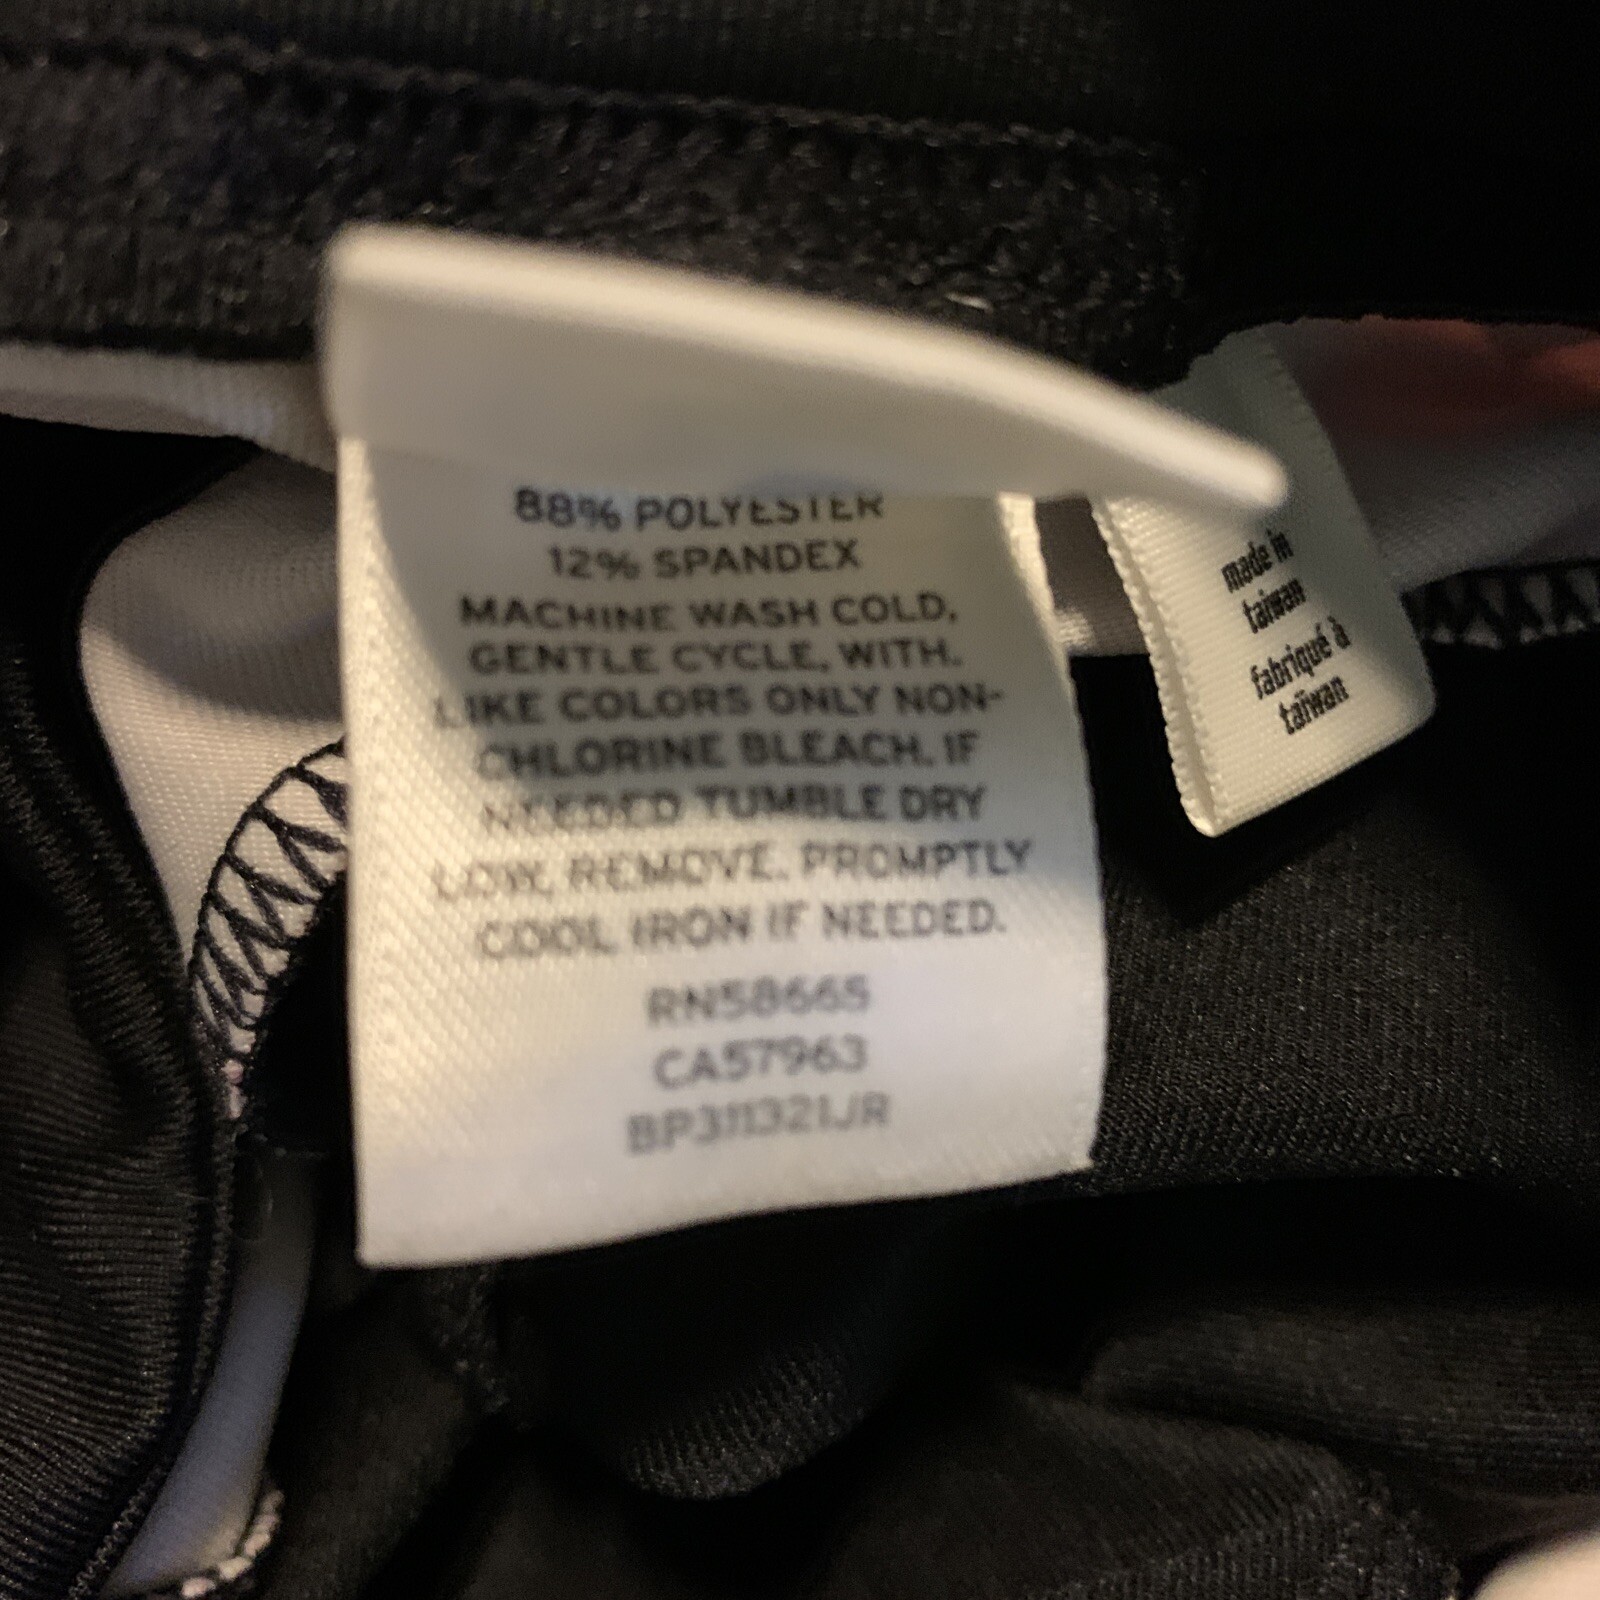 88% POLYESTER
12% SPANDEX
MACHINE WASH COLD,
GENTLE CYCLE, WITH.
LIKE COLORS ONLY NON-
CHLORINE BLEACH. IF
NEEDED TUMBLE DRY
LOW, REMOVE. PROMPTLY
COOL IRON IF NEEDED.
RN58665
CA57963
BP311321JR
made in
taiwan
fabriqué à
taïwan